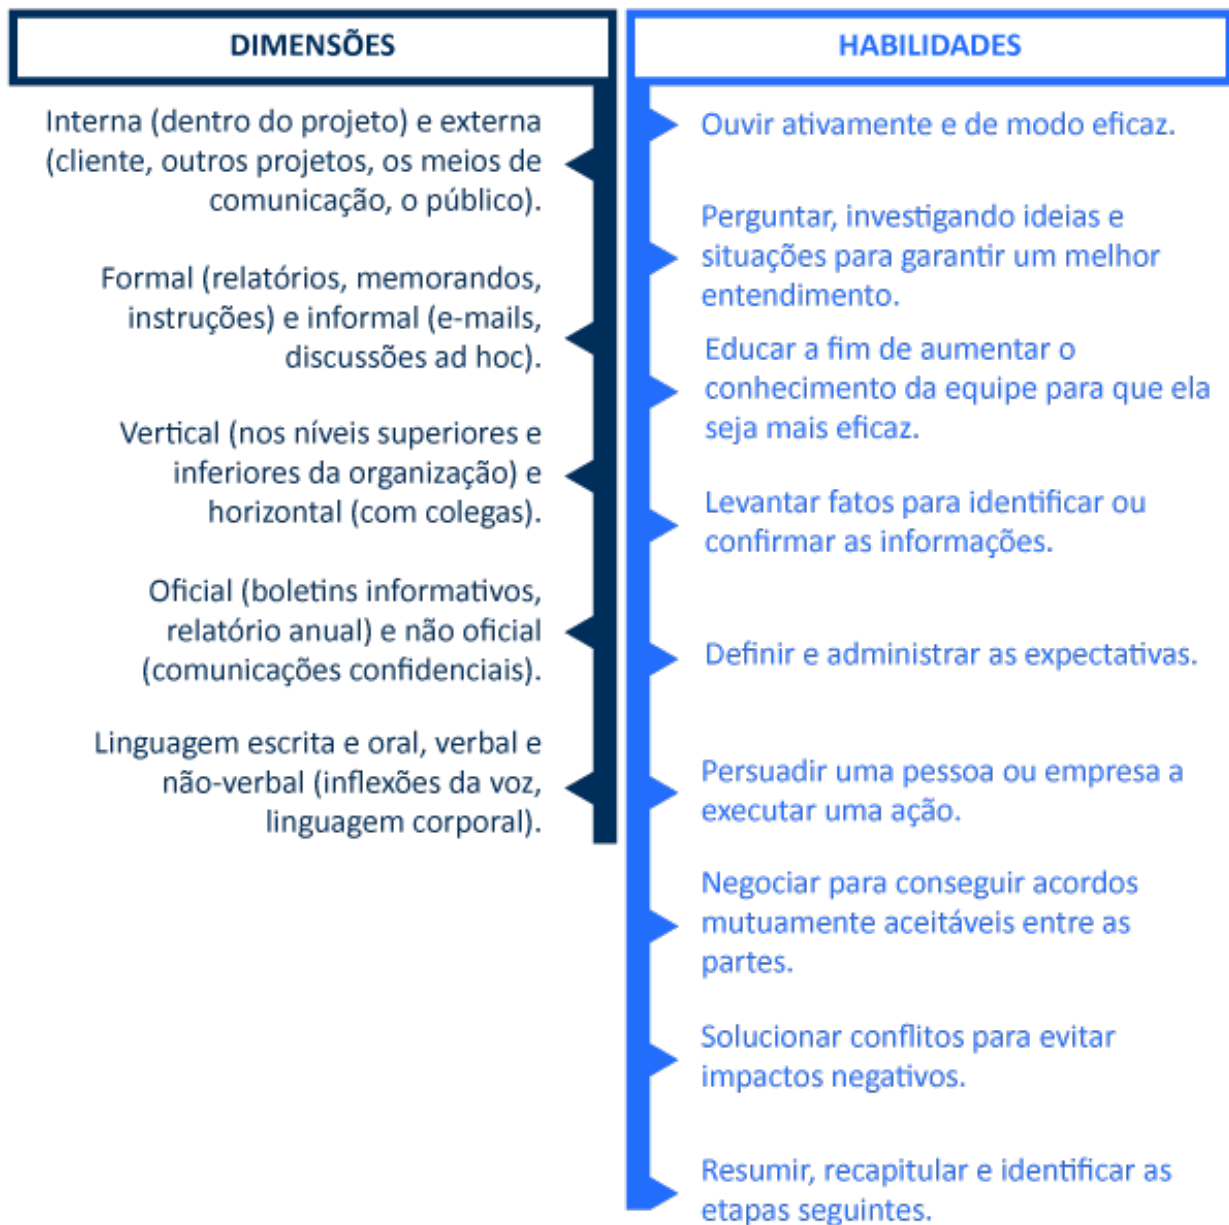 DIMENSÕES
Interna (dentro do projeto) e externa
(cliente, outros projetos, os meios de
comunicação, o público).
Formal (relatórios, memorandos,
instruções) e informal (e-mails,
discussões ad hoc).
Vertical (nos níveis superiores e
inferiores da organização) e
horizontal (com colegas).
Oficial (boletins informativos,
relatório anual) e não oficial
(comunicações confidenciais).
Linguagem escrita e oral, verbal e
não-verbal (inflexões da voz,
linguagem corporal).
HABILIDADES
Ouvir ativamente e de modo eficaz.
Perguntar, investigando ideias e
situações para garantir um melhor
entendimento.
Educar a fim de aumentar o
conhecimento da equipe para que ela
seja mais eficaz.
Levantar fatos para identificar ou
confirmar as informações.
Definir e administrar as expectativas.
Persuadir uma pessoa ou empresa a
executar uma ação.
Negociar para conseguir acordos
mutuamente aceitáveis entre as
partes.
Solucionar conflitos para evitar
impactos negativos.
Resumir, recapitular e identificar as
etapas seguintes.